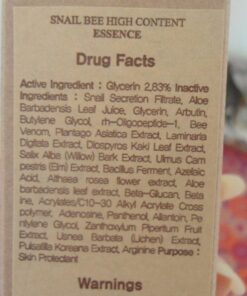 SNAIL BEE HIGH CONTENT
ESSENCE
Drug Facts
Active Ingredient : Glycerin 2,83% Inactive
Ingredients : Snail Secretion Filtrate, Aloe
Barbadensis Leaf Juice, Glycerin, Arbutin,
Butylene Glycol, rh-Oligopeptide-1, Bee
Venom, Plantago Asiatica Extract, Laminaria
Digitata Extract, Diospyros Kaki Leaf Extract,
Salix Alba (Willow) Bark Extract, Ulmus Cam
pestris (Elm) Extract, Bacillus Ferment, Azelaic
Acid, Althaea rosea flower extract, Aloe
barbadensis leaf extract, Beta-Glucan, Beta
ine, Acrylates/C10-30 Alkyl Acrylate Cross
polymer, Adenosine, Panthenol, Allantoin, Pe
ntylene Glycol, Zanthoxylum Piperitum Fruit
Extract, Usnea Barbata (Lichen) Extract,
Pulsatilla Koreana Extract, Arginine Purpose :
Skin Protectant
Warnings